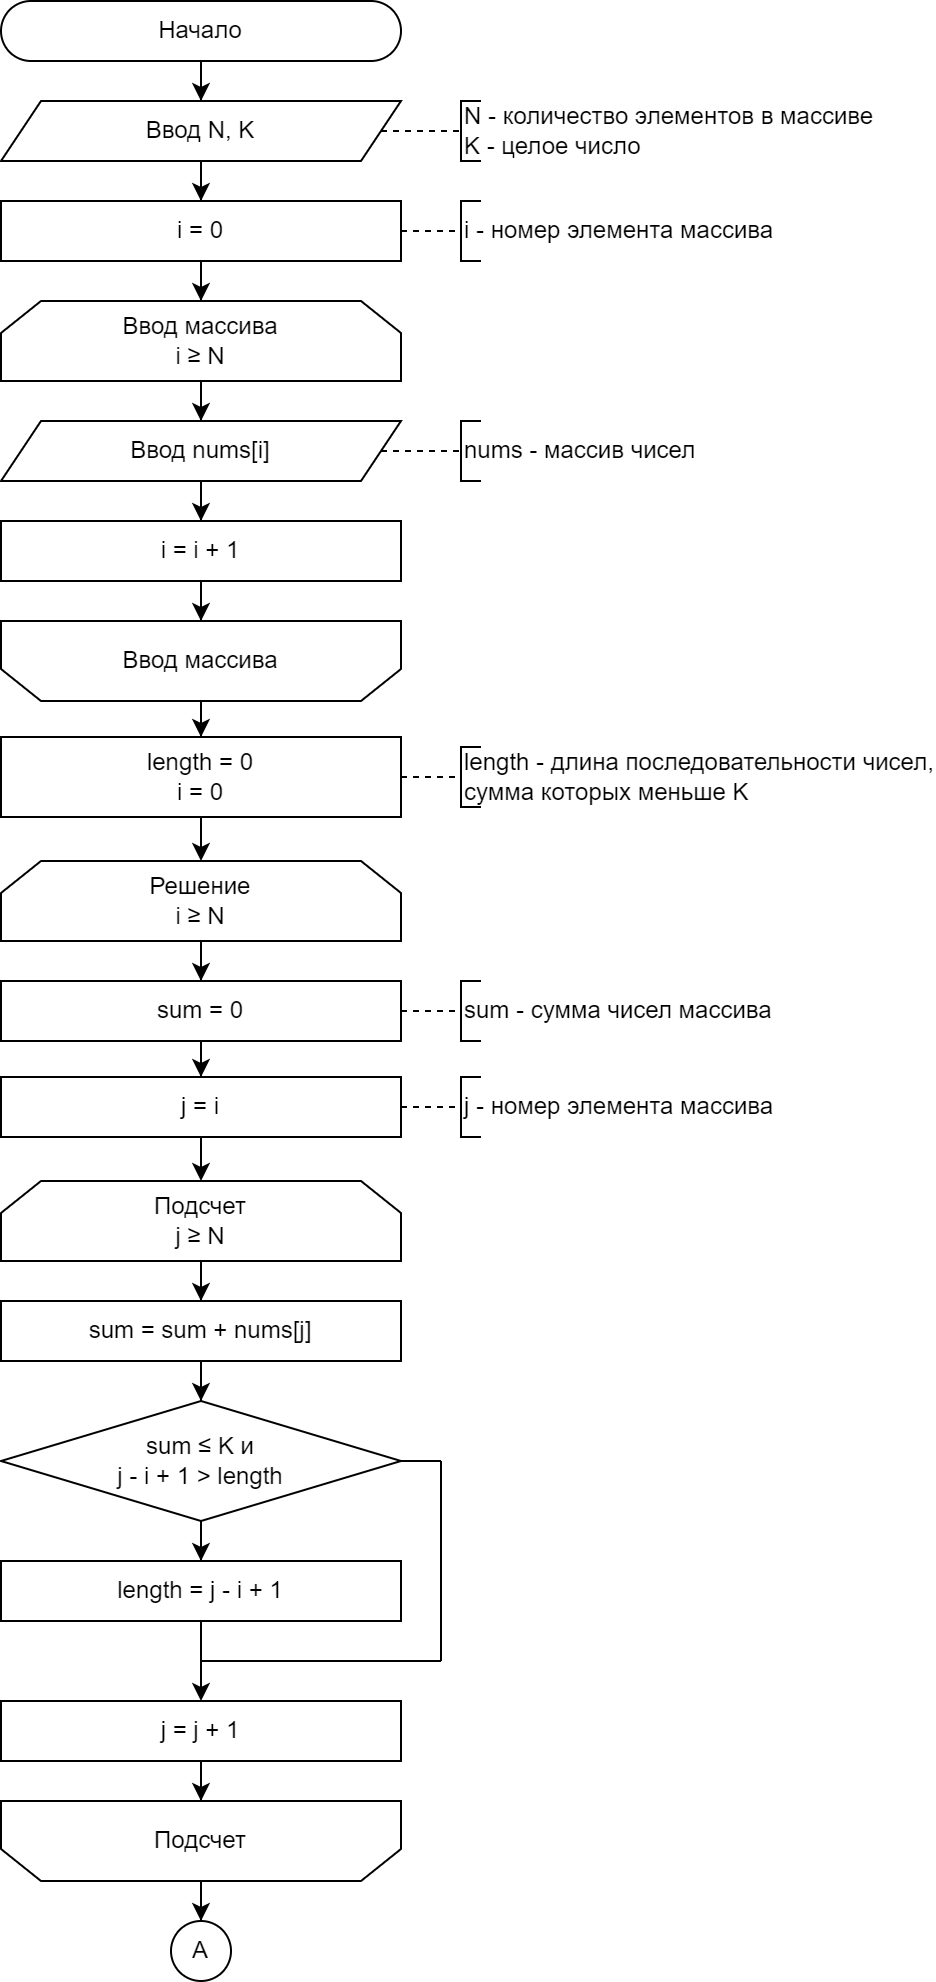 Начало
Ввод N, K
N - количество элементов в массиве
K - целое число
i = 0
i - номер элемента массива
Ввод массива
i ≥ N
Ввод nums[i]
nums - массив чисел
i = i + 1
Ввод массива
length = 0
i = 0
length - длина последовательности чисел,
сумма которых меньше K
Решение
i ≥ N
sum = 0
sum - сумма чисел массива
j = i
j - номер элемента массива
Подсчет
j ≥ N
sum = sum + nums[j]
sum ≤ K и
j - i + 1 > length
length = j - i + 1
j = j + 1
Подсчет
A